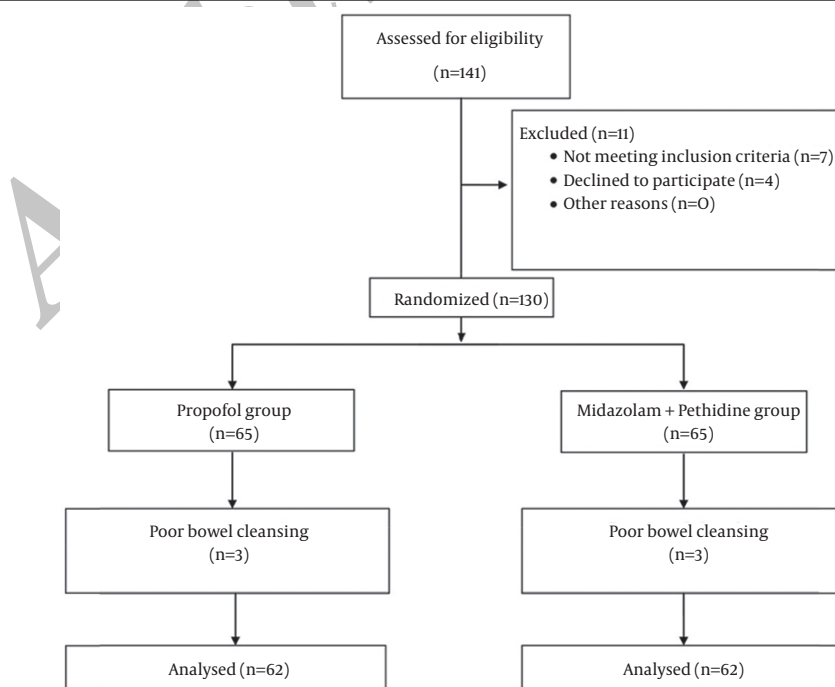 Assessed for eligibility
(n=141)
Excluded (n=11)
• Not meeting inclusion criteria (n=7)
• Declined to participate (n=4)
• Other reasons (n=O)
Randomized (n=130)
Propofol group
(n=65)
Midazolam + Pethidine group
(n=65)
Poor bowel cleansing
(n=3)
Poor bowel cleansing
(n=3)
Analysed (n=62)
Analysed (n=62)